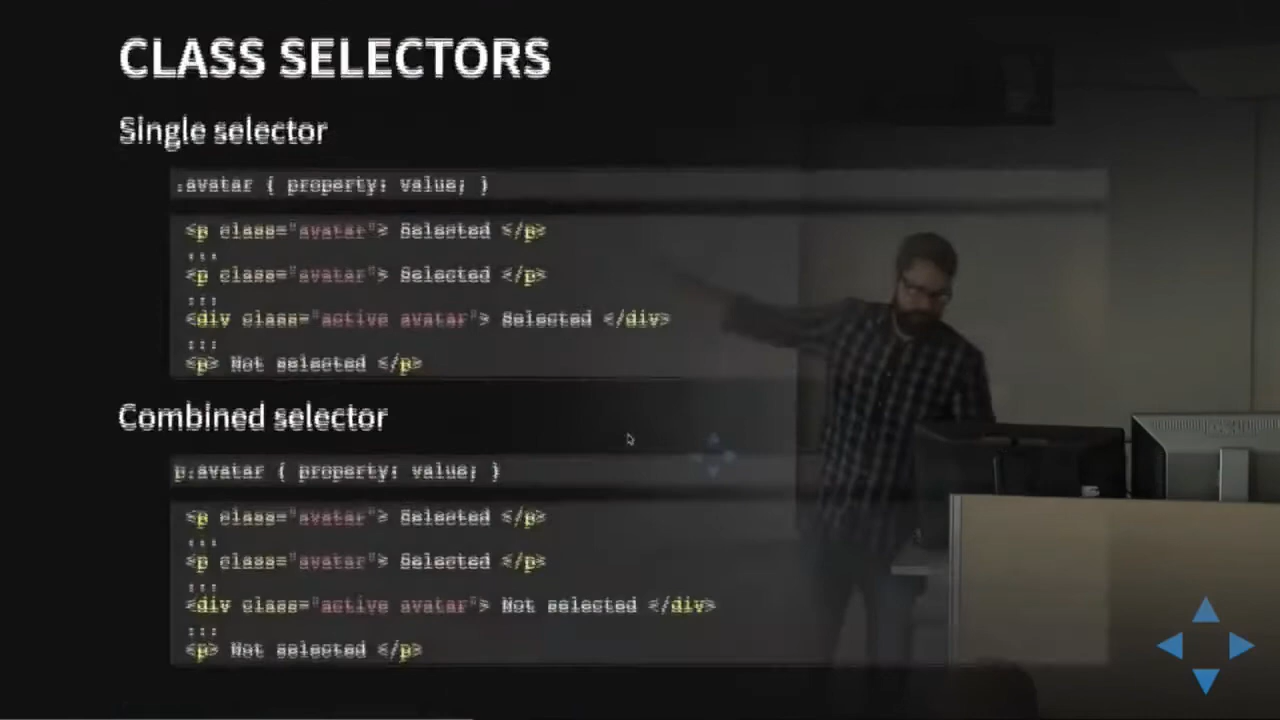 CLASS SELECTORS
Single selector
.avatar { property: value; }
<p class="avatar"> Selected </p>
...
<p class="avatar"> Selected </p>
...
<div class="active avatar"> Selected </div>
...
<p> Not selected </p>
Combined selector
p.avatar { property: value; }
<p class="avatar"> Selected </p>
...
<p class="avatar"> Selected </p>
...
<div class="active avatar"> Not selected </div>
...
<p> Not selected </p>